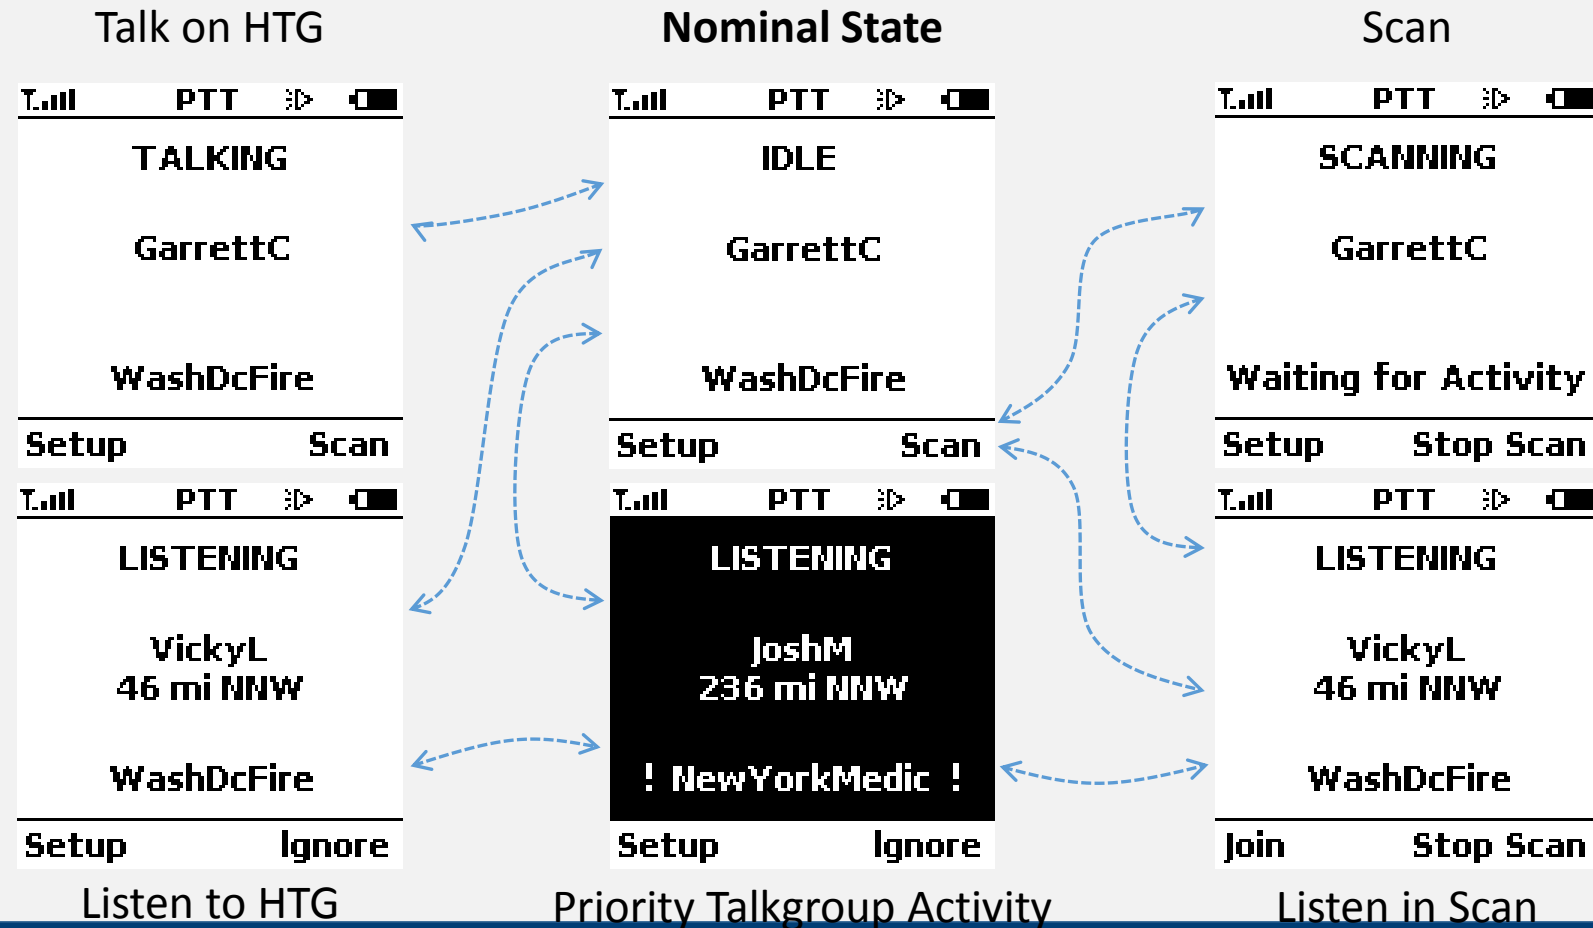 Talk on HTG
PTT
TALKING
GarrettC
WashDcFire
Setup Scan
Nominal State
PTT
IDLE
GarrettC
WashDcFire
Setup Scan
Scan
PTT
SCANNING
GarrettC
Waiting for Activity
Setup Stop Scan
PTT
LISTENING
VickyL
46 mi NNW
WashDcFire
Setup Ignore
Listen to HTG
PTT
LISTENING
JoshM
236 mi NNW
! NewYorkMedic !
Setup Ignore
Priority Talkgroup Activity
PTT
LISTENING
VickyL
46 mi NNW
WashDcFire
Join Stop Scan
Listen in Scan